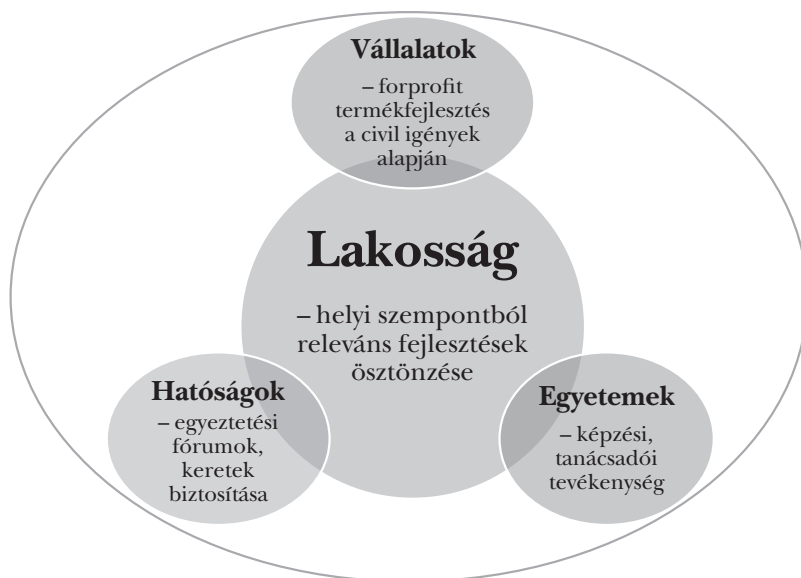 Vállalatok
– forprofit
termékfejlesztés
a civil igények
alapján
Lakosság
– helyi szempontból
releváns fejlesztések
ösztönzése
Hatóságok
– egyeztetési
fórumok,
keretek
biztosítása
Egyetemek
– képzési,
tanácsadói
tevékenység